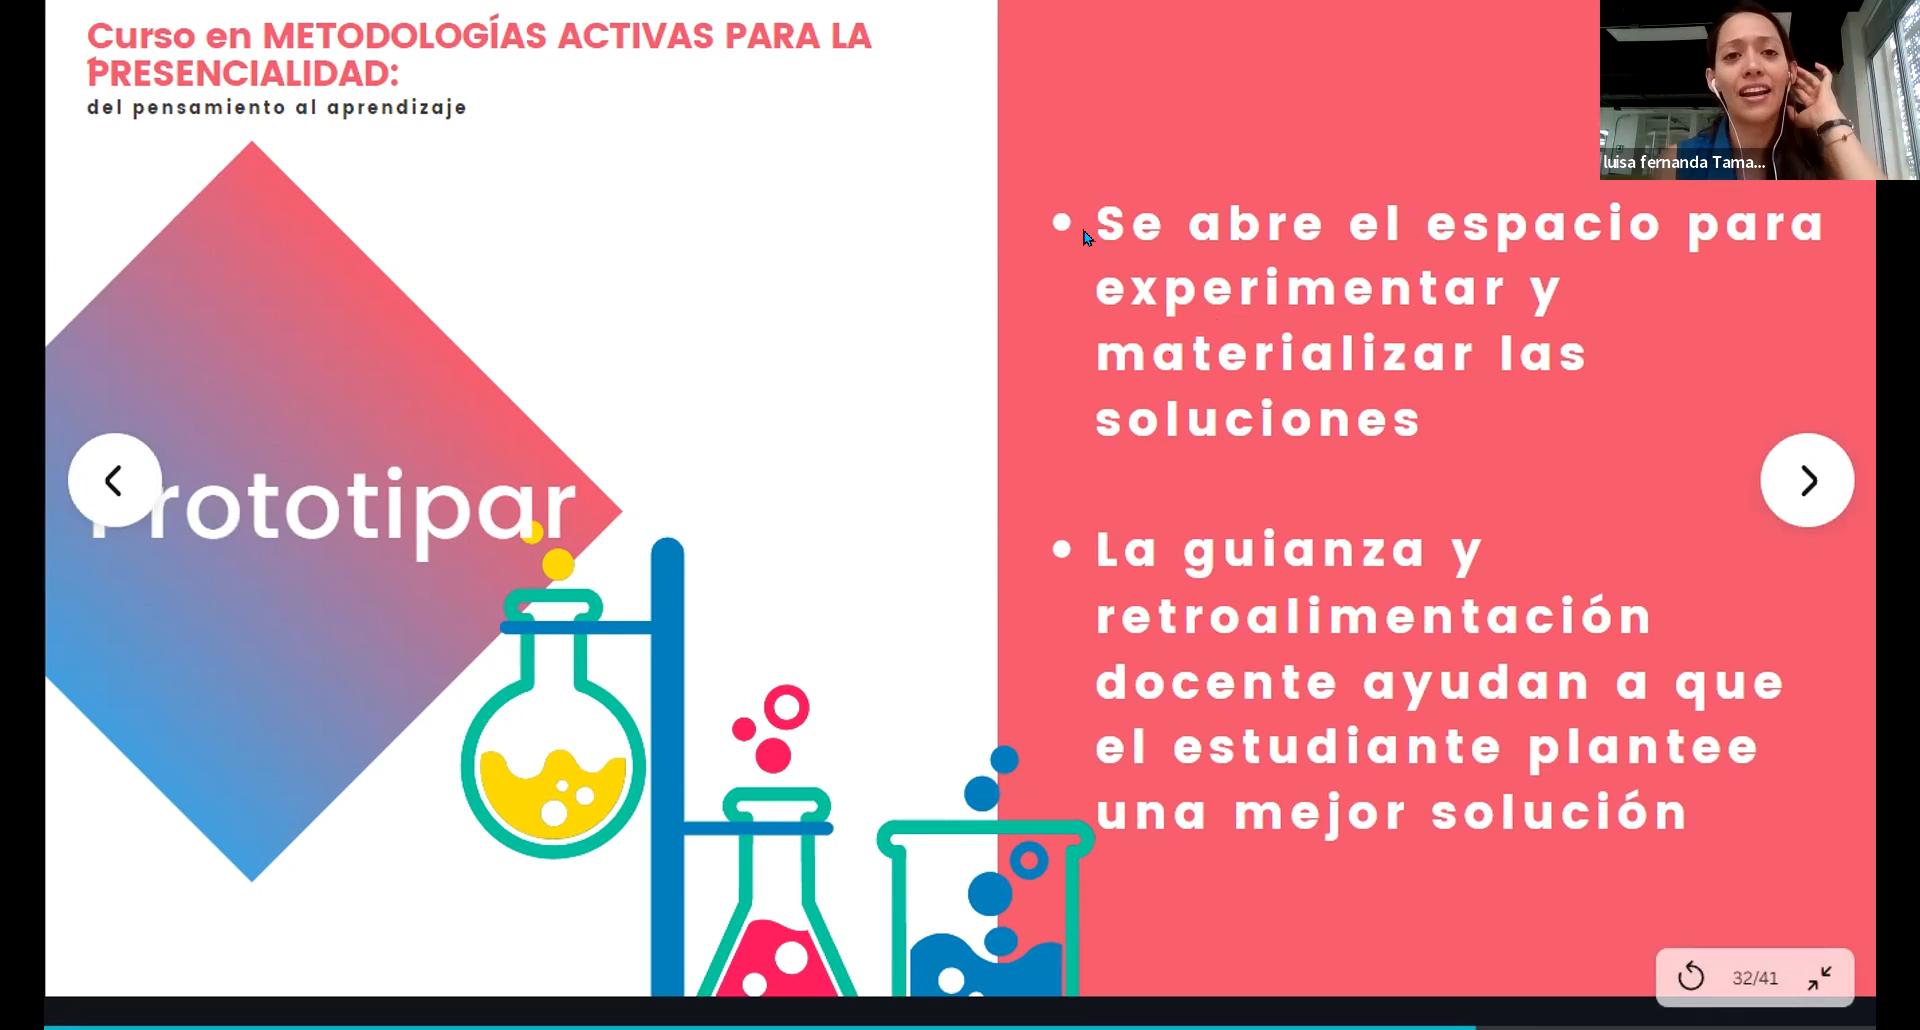 Curso en METODOLOGÍAS ACTIVAS PARA LA
PRESENCIALIDAD:
del pensamiento al aprendizaje
luisa fernanda Tama...
Prototipar
• Se abre el espacio para
experimentar y
materializar las
soluciones
• La guianza y
retroalimentación
docente ayudan a que
el estudiante plantee
una mejor solución
32/41